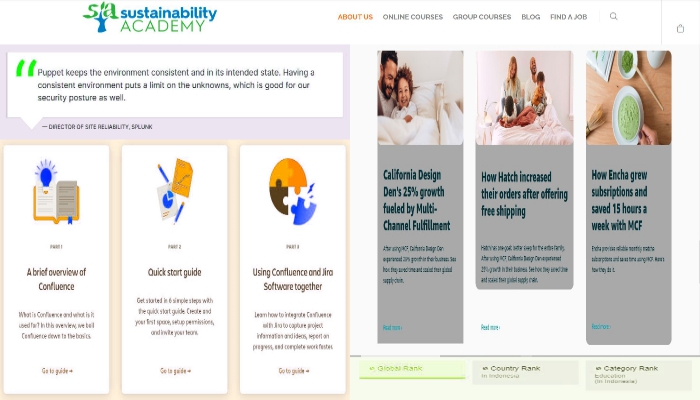 sta sustainability
ACADEMY
ABOUT US ONLINE COURSES GROUP COURSES BLOG FIND A JOB
Puppet keeps the environment consistent and in its intended state. Having a
consistent environment puts a limit on the unknowns, which is good for our
security posture as well.
— DIRECTOR OF SITE RELIABILITY, SPLUNK
PART 1
A brief overview of
Confluence
What is Confluence and what is it
used for? In this overview, we boil
Confluence down to the basics.
Go to guide ➔
PART 2
Quick start guide
Get started in 6 simple steps with
the quick start guide. Create and
your first space, setup permissions,
and invite your team.
Go to guide ➔
PART 3
Using Confluence and Jira
Software together
Learn how to integrate Confluence
with Jira to capture project
information and ideas, report on
progress, and complete work faster.
Go to guide ➔
California Design
Den's 25% growth
fueled by Multi-
Channel Fulfillment
After using MCF, California Design Den
experienced 25% growth in their business. See
how they saved time and scaled their global
supply chain.
Read more ›
How Hatch increased
their orders after offering
free shipping
Hatch has one goal: better sleep for the entire family.
After using MCF, California Design Den experienced
25% growth in their business. See how they saved time
and scaled their global supply chain.
Read more ›
How Encha grew
subsriptions and
saved 15 hours a
week with MCF
Encha provides monthly matcha
subscriptions and saves time using MCF. Here's
how they do it.
Read more ›
Global Rank
Country Rank
In Indonesia
Category Rank
Education
(In Indonesia)